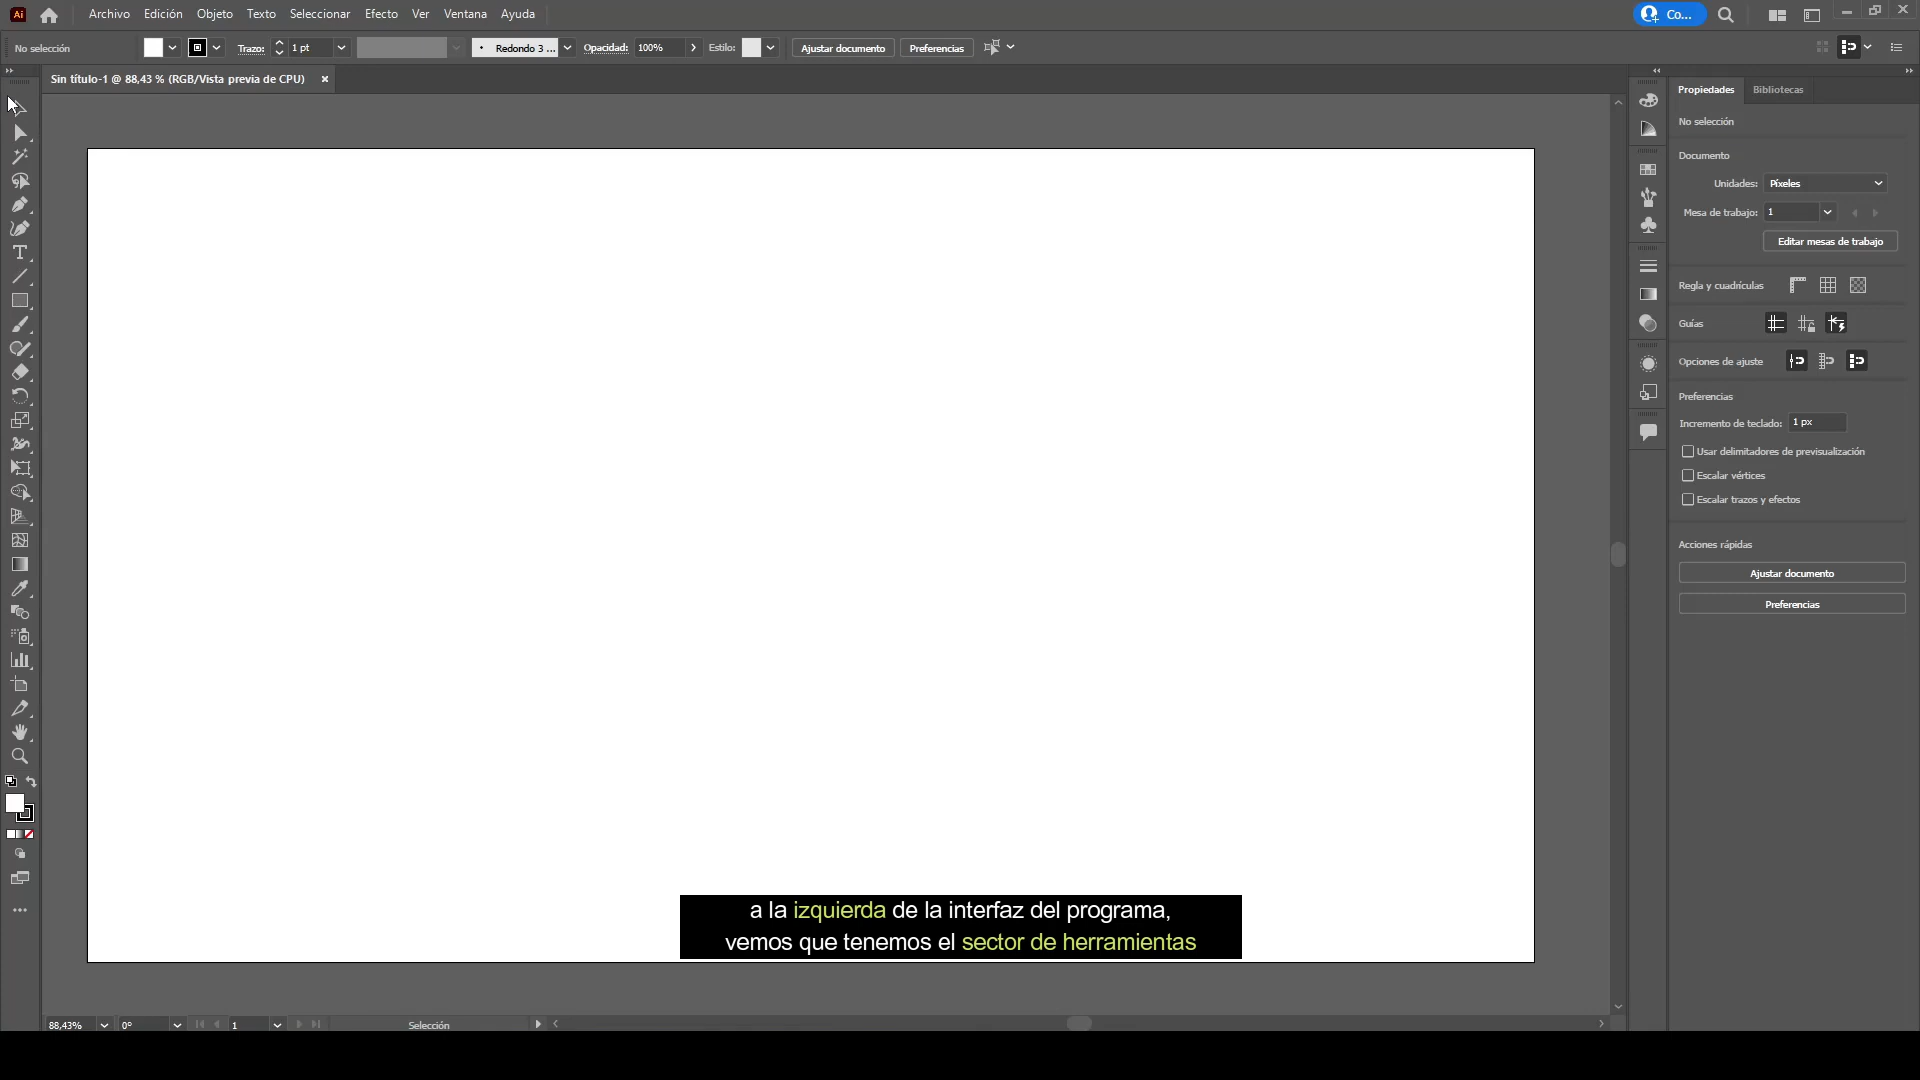 Ai
Archivo Edición Objeto Texto Seleccionar Efecto Ver Ventana Ayuda
Co...
No selección
Trazo: 1 pt
Redondo 3 ...
Opacidad: 100%
Estilo:
Ajustar documento
Preferencias
Sin título-1 @ 88,43 % (RGB/Vista previa de CPU)
Propiedades Bibliotecas
No selección
Documento
Unidades: Píxeles
Mesa de trabajo: 1
Editar mesas de trabajo
Regla y cuadrículas
Guías
Opciones de ajuste
Preferencias
Incremento de teclado: 1 px
Usar delimitadores de previsualización
Escalar vértices
Escalar trazos y efectos
Acciones rápidas
Ajustar documento
Preferencias
a la izquierda de la interfaz del programa,
vemos que tenemos el sector de herramientas
88,43% 0° 1 Selección